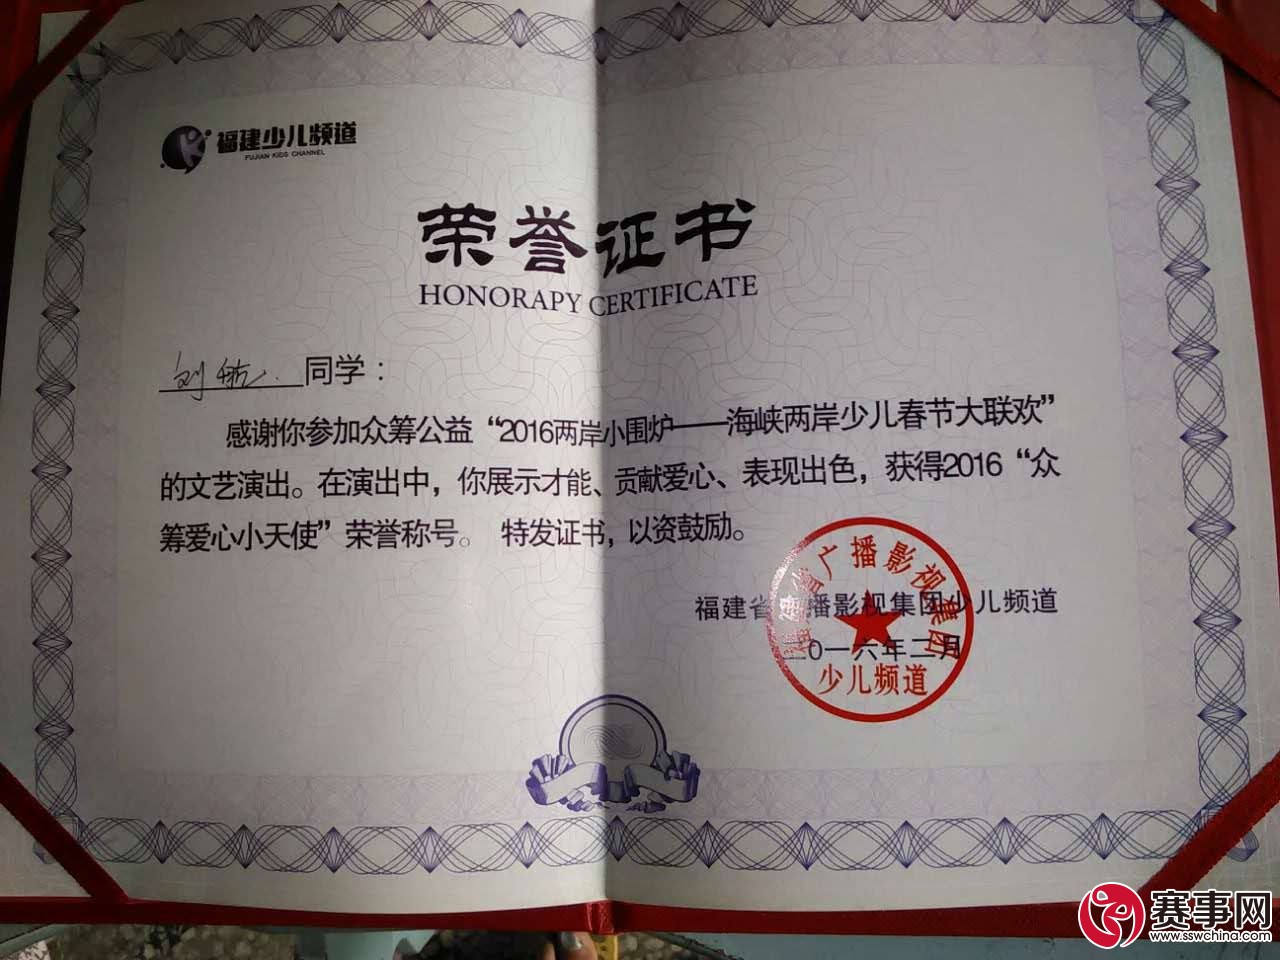 福建少儿频道
FUJIAN KIDS CHANNEL
荣誉证书
HONORAPY CERTIFICATE
刘航 同学：
感谢你参加众筹公益“2016两岸小围炉——海峡两岸少儿春节大联欢”
的文艺演出。在演出中，你展示才能、贡献爱心、表现出色，获得2016“众
筹爱心小天使”荣誉称号。 特发证书，以资鼓励。
福建省广播影视集团少儿频道
二0一六年二月
福建省广播影视集团
少儿频道
赛事网
www.sswchina.com